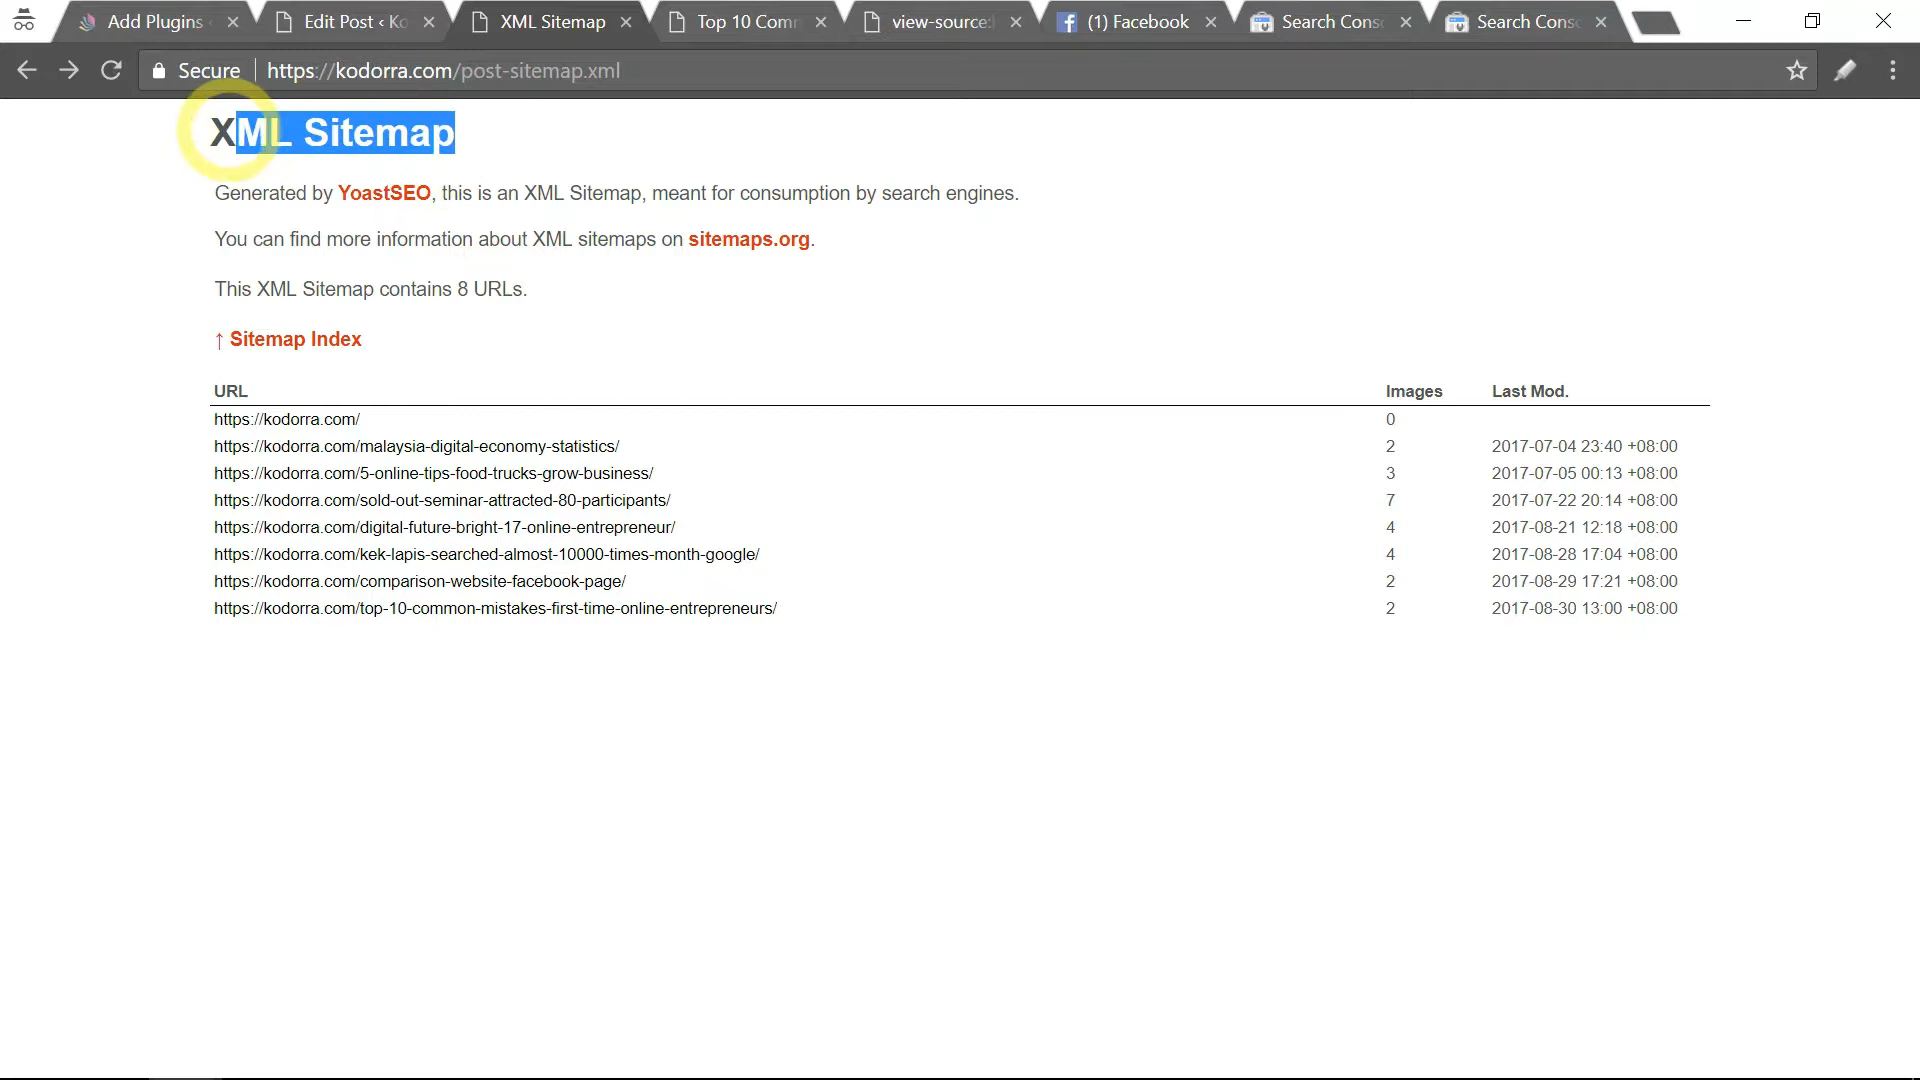 Add Plugins ‹
Edit Post ‹ Ko
XML Sitemap
Top 10 Comm
view-source:
(1) Facebook
Search Cons
Search Cons
Secure
https://kodorra.com/post-sitemap.xml
XML Sitemap
Generated by YoastSEO, this is an XML Sitemap, meant for consumption by search engines.
You can find more information about XML sitemaps on sitemaps.org.
This XML Sitemap contains 8 URLs.
↑ Sitemap Index
URL Images Last Mod.
https://kodorra.com/ 0
https://kodorra.com/malaysia-digital-economy-statistics/ 2 2017-07-04 23:40 +08:00
https://kodorra.com/5-online-tips-food-trucks-grow-business/ 3 2017-07-05 00:13 +08:00
https://kodorra.com/sold-out-seminar-attracted-80-participants/ 7 2017-07-22 20:14 +08:00
https://kodorra.com/digital-future-bright-17-online-entrepreneur/ 4 2017-08-21 12:18 +08:00
https://kodorra.com/kek-lapis-searched-almost-10000-times-month-google/ 4 2017-08-28 17:04 +08:00
https://kodorra.com/comparison-website-facebook-page/ 2 2017-08-29 17:21 +08:00
https://kodorra.com/top-10-common-mistakes-first-time-online-entrepreneurs/ 2 2017-08-30 13:00 +08:00